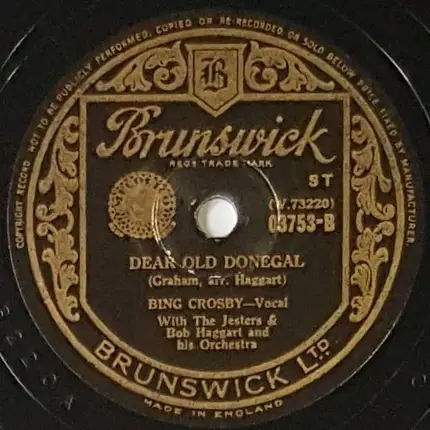 COPYRIGHT RECORD NOT TO BE PUBLICLY PERFORMED, COPIED OR RE-RECORDED OR SOLD BELOW PRICE FIXED BY MANUFACTURER.
B
Brunswick
REGD TRADE MARK
ST
(W.73220)
03753-B
DEAR OLD DONEGAL
(Graham, arr. Haggart)
BING CROSBY—Vocal
With The Jesters &
Bob Haggart and
his Orchestra
BRUNSWICK LTD
MADE IN ENGLAND